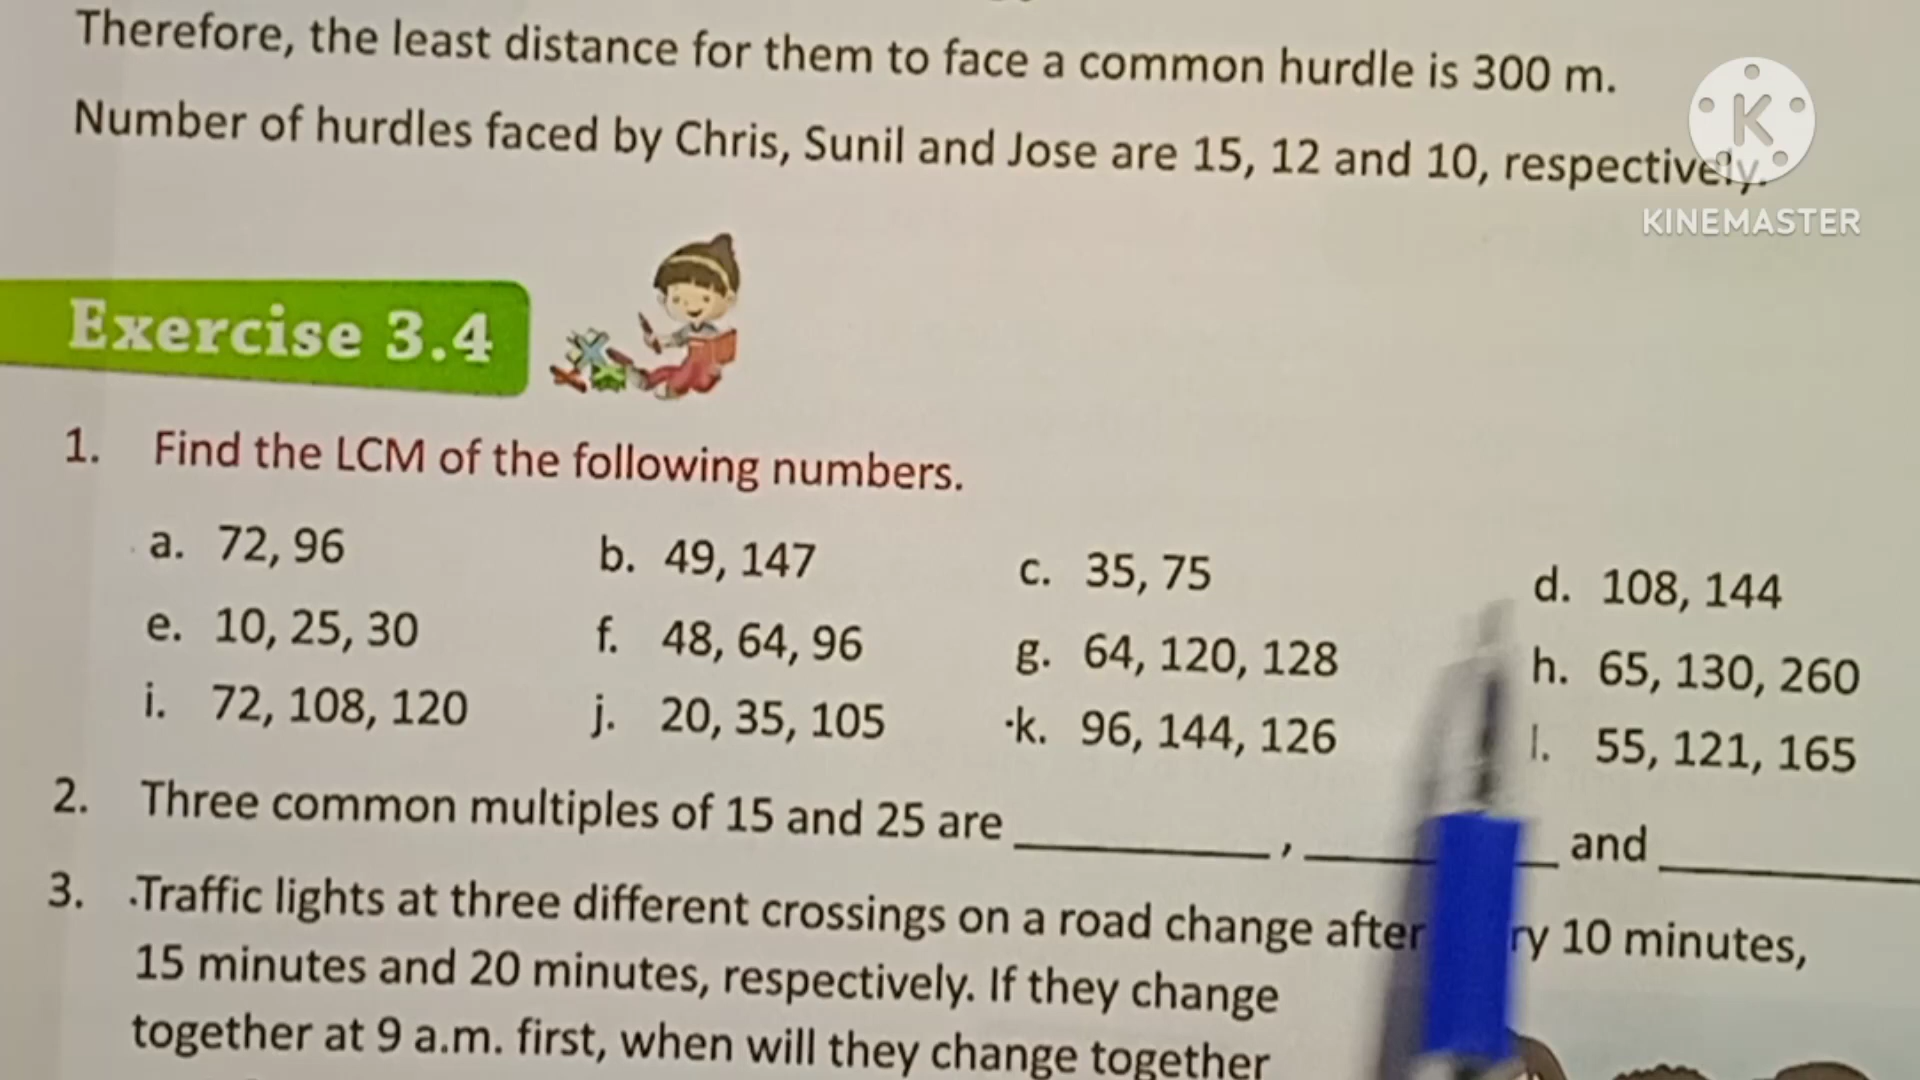 Therefore, the least distance for them to face a common hurdle is 300 m.
Number of hurdles faced by Chris, Sunil and Jose are 15, 12 and 10, respectively.
K
KINEMASTER
Exercise 3.4
1. Find the LCM of the following numbers.
a. 72, 96 b. 49, 147 c. 35, 75 d. 108, 144
e. 10, 25, 30 f. 48, 64, 96 g. 64, 120, 128 h. 65, 130, 260
i. 72, 108, 120 j. 20, 35, 105 k. 96, 144, 126 l. 55, 121, 165
2. Three common multiples of 15 and 25 are ________, ________ and ________
3. Traffic lights at three different crossings on a road change after 10 minutes,
15 minutes and 20 minutes, respectively. If they change
together at 9 a.m. first, when will they change together